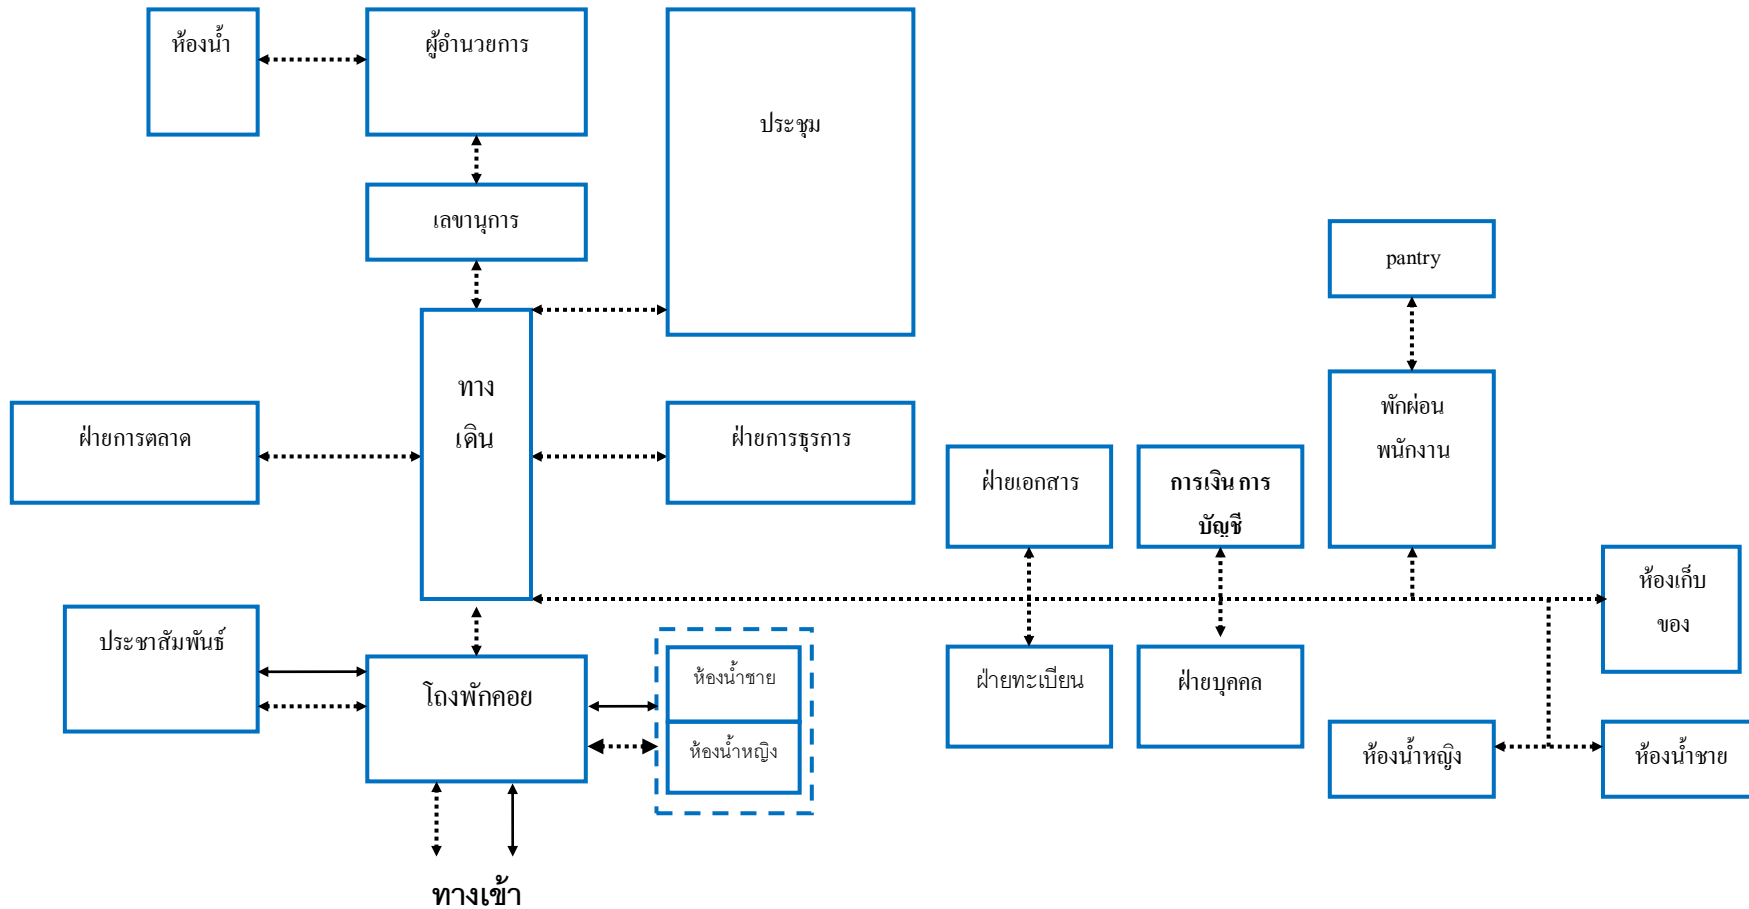 ห้องน้ำ
ผู้อำนวยการ
ประชุม
เลขานุการ
pantry
ทาง
เดิน
พักผ่อน
พนักงาน
ฝ่ายการตลาด
ฝ่ายการธุรการ
ฝ่ายเอกสาร
การเงิน การ
บัญชี
ห้องเก็บ
ของ
ประชาสัมพันธ์
โถงพักคอย
ห้องน้ำชาย
ห้องน้ำหญิง
ฝ่ายทะเบียน
ฝ่ายบุคคล
ห้องน้ำหญิง
ห้องน้ำชาย
ทางเข้า